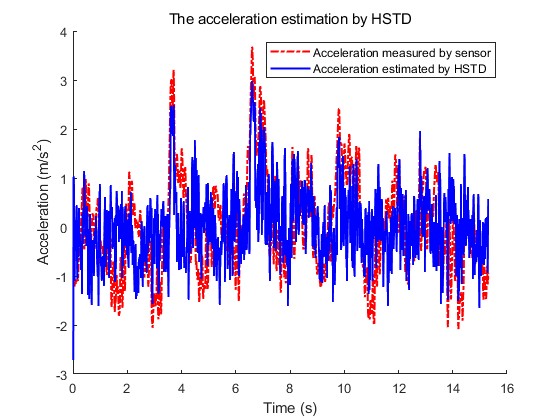 The acceleration estimation by HSTD
Acceleration measured by sensor
Acceleration estimated by HSTD
Acceleration (m/s²)
4
3
2
1
0
-1
-2
-3
0 2 4 6 8 10 12 14 16
Time (s)